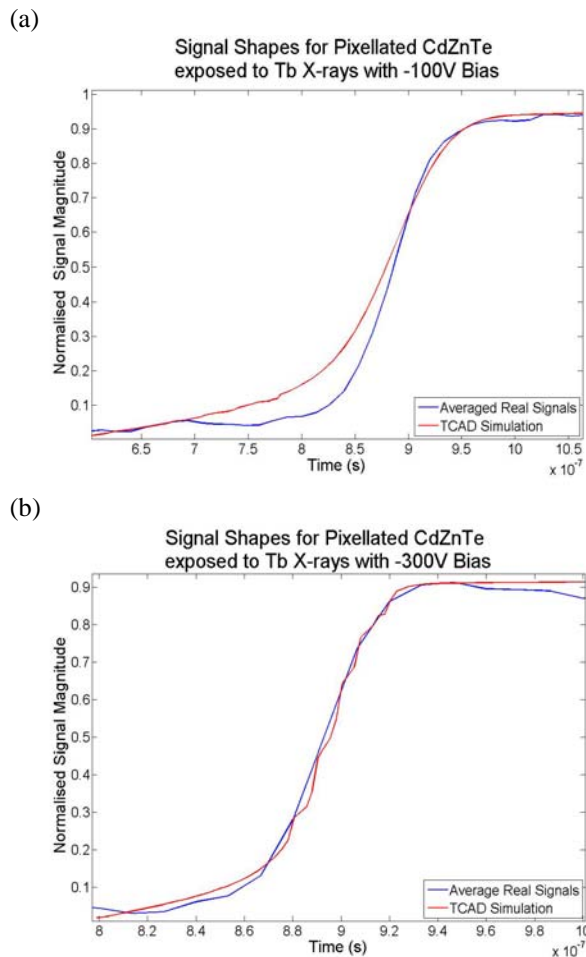 (a)
Signal Shapes for Pixellated CdZnTe
exposed to Tb X-rays with -100V Bias
Normalised Signal Magnitude
1
0.9
0.8
0.7
0.6
0.5
0.4
0.3
0.2
0.1
Averaged Real Signals
TCAD Simulation
6.5 7 7.5 8 8.5 9 9.5 10 10.5
Time (s)
x 10-7
(b)
Signal Shapes for Pixellated CdZnTe
exposed to Tb X-rays with -300V Bias
Normalised Signal Magnitude
0.9
0.8
0.7
0.6
0.5
0.4
0.3
0.2
0.1
Average Real Signals
TCAD Simulation
8 8.2 8.4 8.6 8.8 9 9.2 9.4 9.6 9.8 10
Time (s)
x 10-7